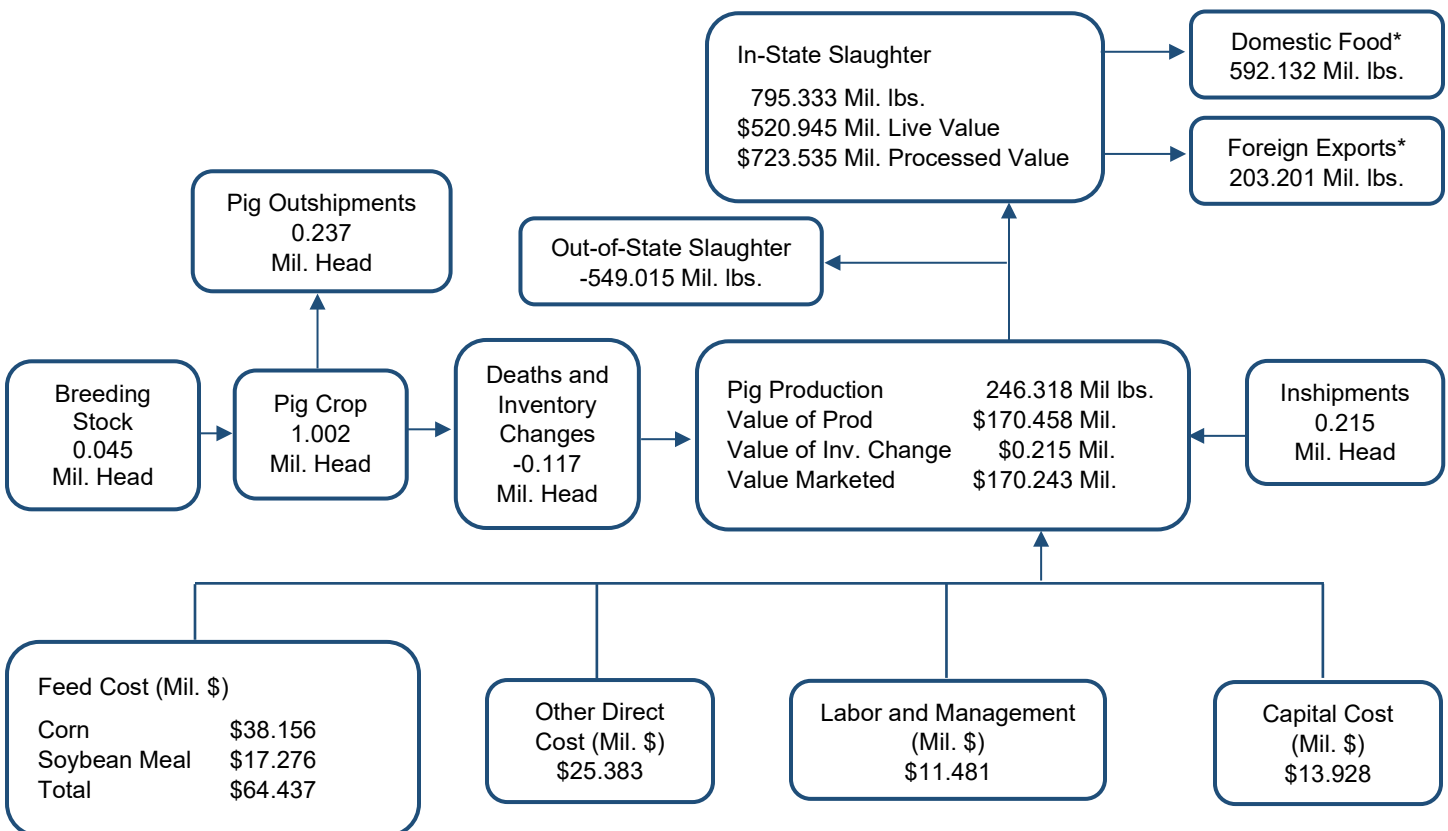 In-State Slaughter
795.333 Mil. lbs.
$520.945 Mil. Live Value
$723.535 Mil. Processed Value
Domestic Food*
592.132 Mil. lbs.
Foreign Exports*
203.201 Mil. lbs.
Pig Outshipments
0.237
Mil. Head
Out-of-State Slaughter
-549.015 Mil. lbs.
Breeding
Stock
0.045
Mil. Head
Pig Crop
1.002
Mil. Head
Deaths and
Inventory
Changes
-0.117
Mil. Head
Pig Production 246.318 Mil lbs.
Value of Prod $170.458 Mil.
Value of Inv. Change $0.215 Mil.
Value Marketed $170.243 Mil.
Inshipments
0.215
Mil. Head
Feed Cost (Mil. $)
Corn $38.156
Soybean Meal $17.276
Total $64.437
Other Direct
Cost (Mil. $)
$25.383
Labor and Management
(Mil. $)
$11.481
Capital Cost
(Mil. $)
$13.928